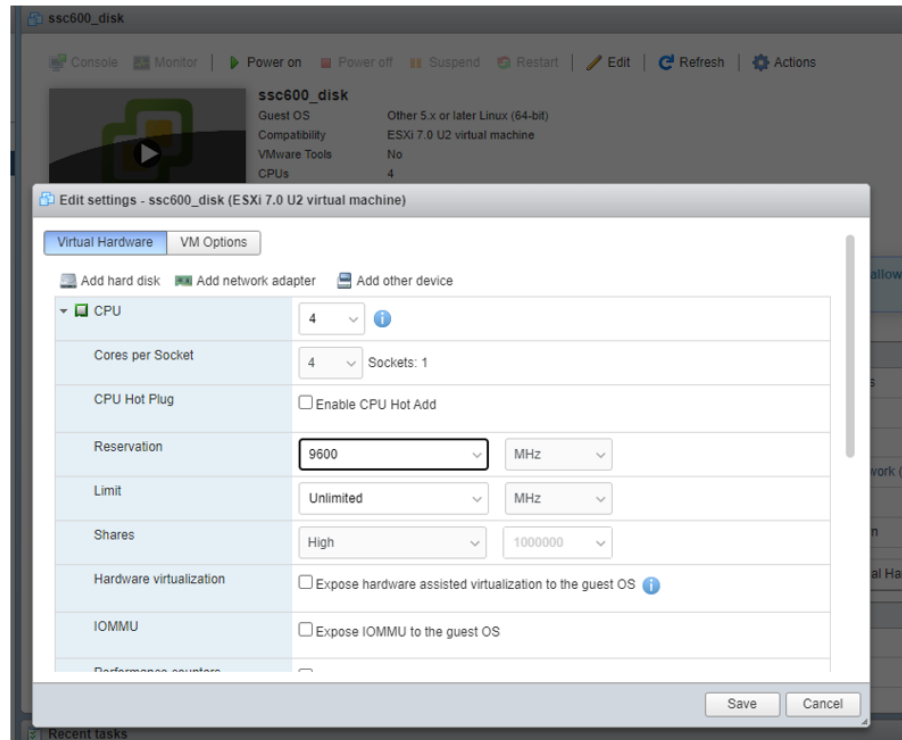 ssc600_disk
Console Monitor Power on Power off Suspend Restart Edit Refresh Actions
ssc600_disk
Guest OS Other 5.x or later Linux (64-bit)
Compatibility ESXi 7.0 U2 virtual machine
VMware Tools No
CPUs 4
Edit settings - ssc600_disk (ESXi 7.0 U2 virtual machine)
Virtual Hardware VM Options
Add hard disk Add network adapter Add other device
CPU 4
Cores per Socket 4 Sockets: 1
CPU Hot Plug Enable CPU Hot Add
Reservation 9600 MHz
Limit Unlimited MHz
Shares High 1000000
Hardware virtualization Expose hardware assisted virtualization to the guest OS
IOMMU Expose IOMMU to the guest OS
Performance counters
Save Cancel
Recent tasks